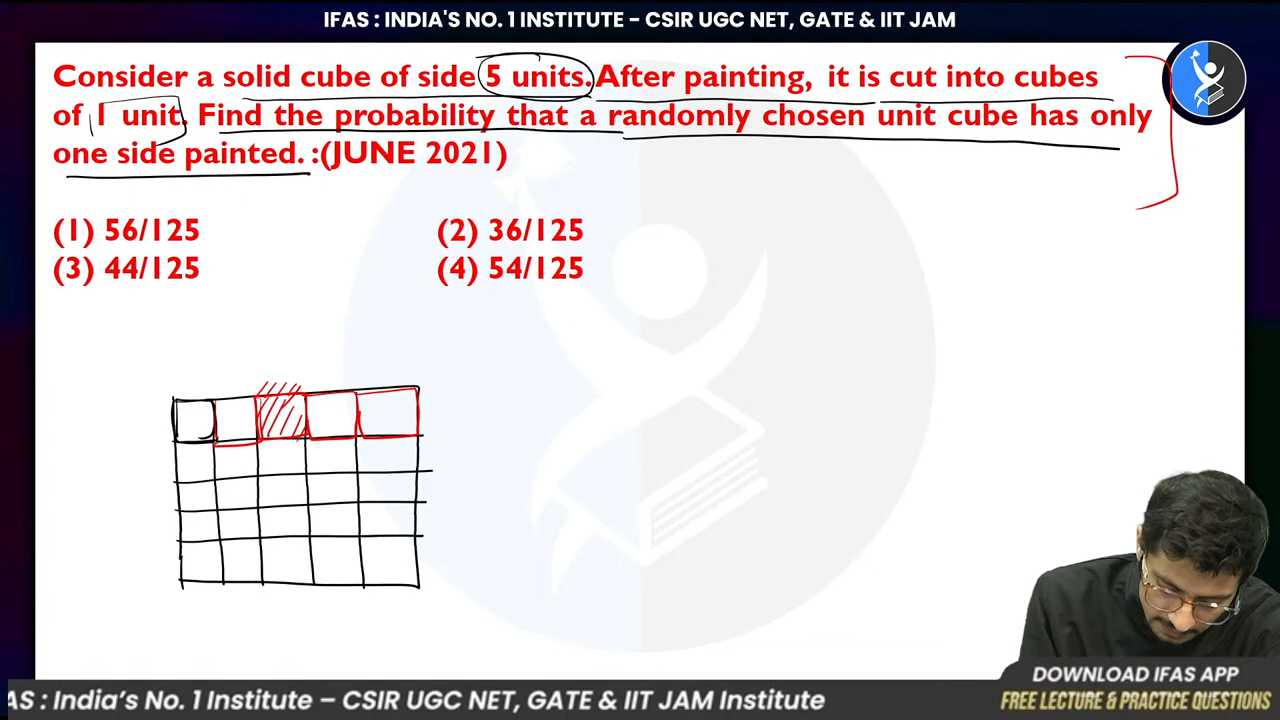 IFAS : INDIA'S NO. 1 INSTITUTE - CSIR UGC NET, GATE & IIT JAM
Consider a solid cube of side 5 units. After painting, it is cut into cubes
of 1 unit. Find the probability that a randomly chosen unit cube has only
one side painted. :(JUNE 2021)
(1) 56/125 (2) 36/125
(3) 44/125 (4) 54/125
DOWNLOAD IFAS APP
AS : India's No. 1 Institute – CSIR UGC NET, GATE & IIT JAM Institute
FREE LECTURE & PRACTICE QUESTIONS